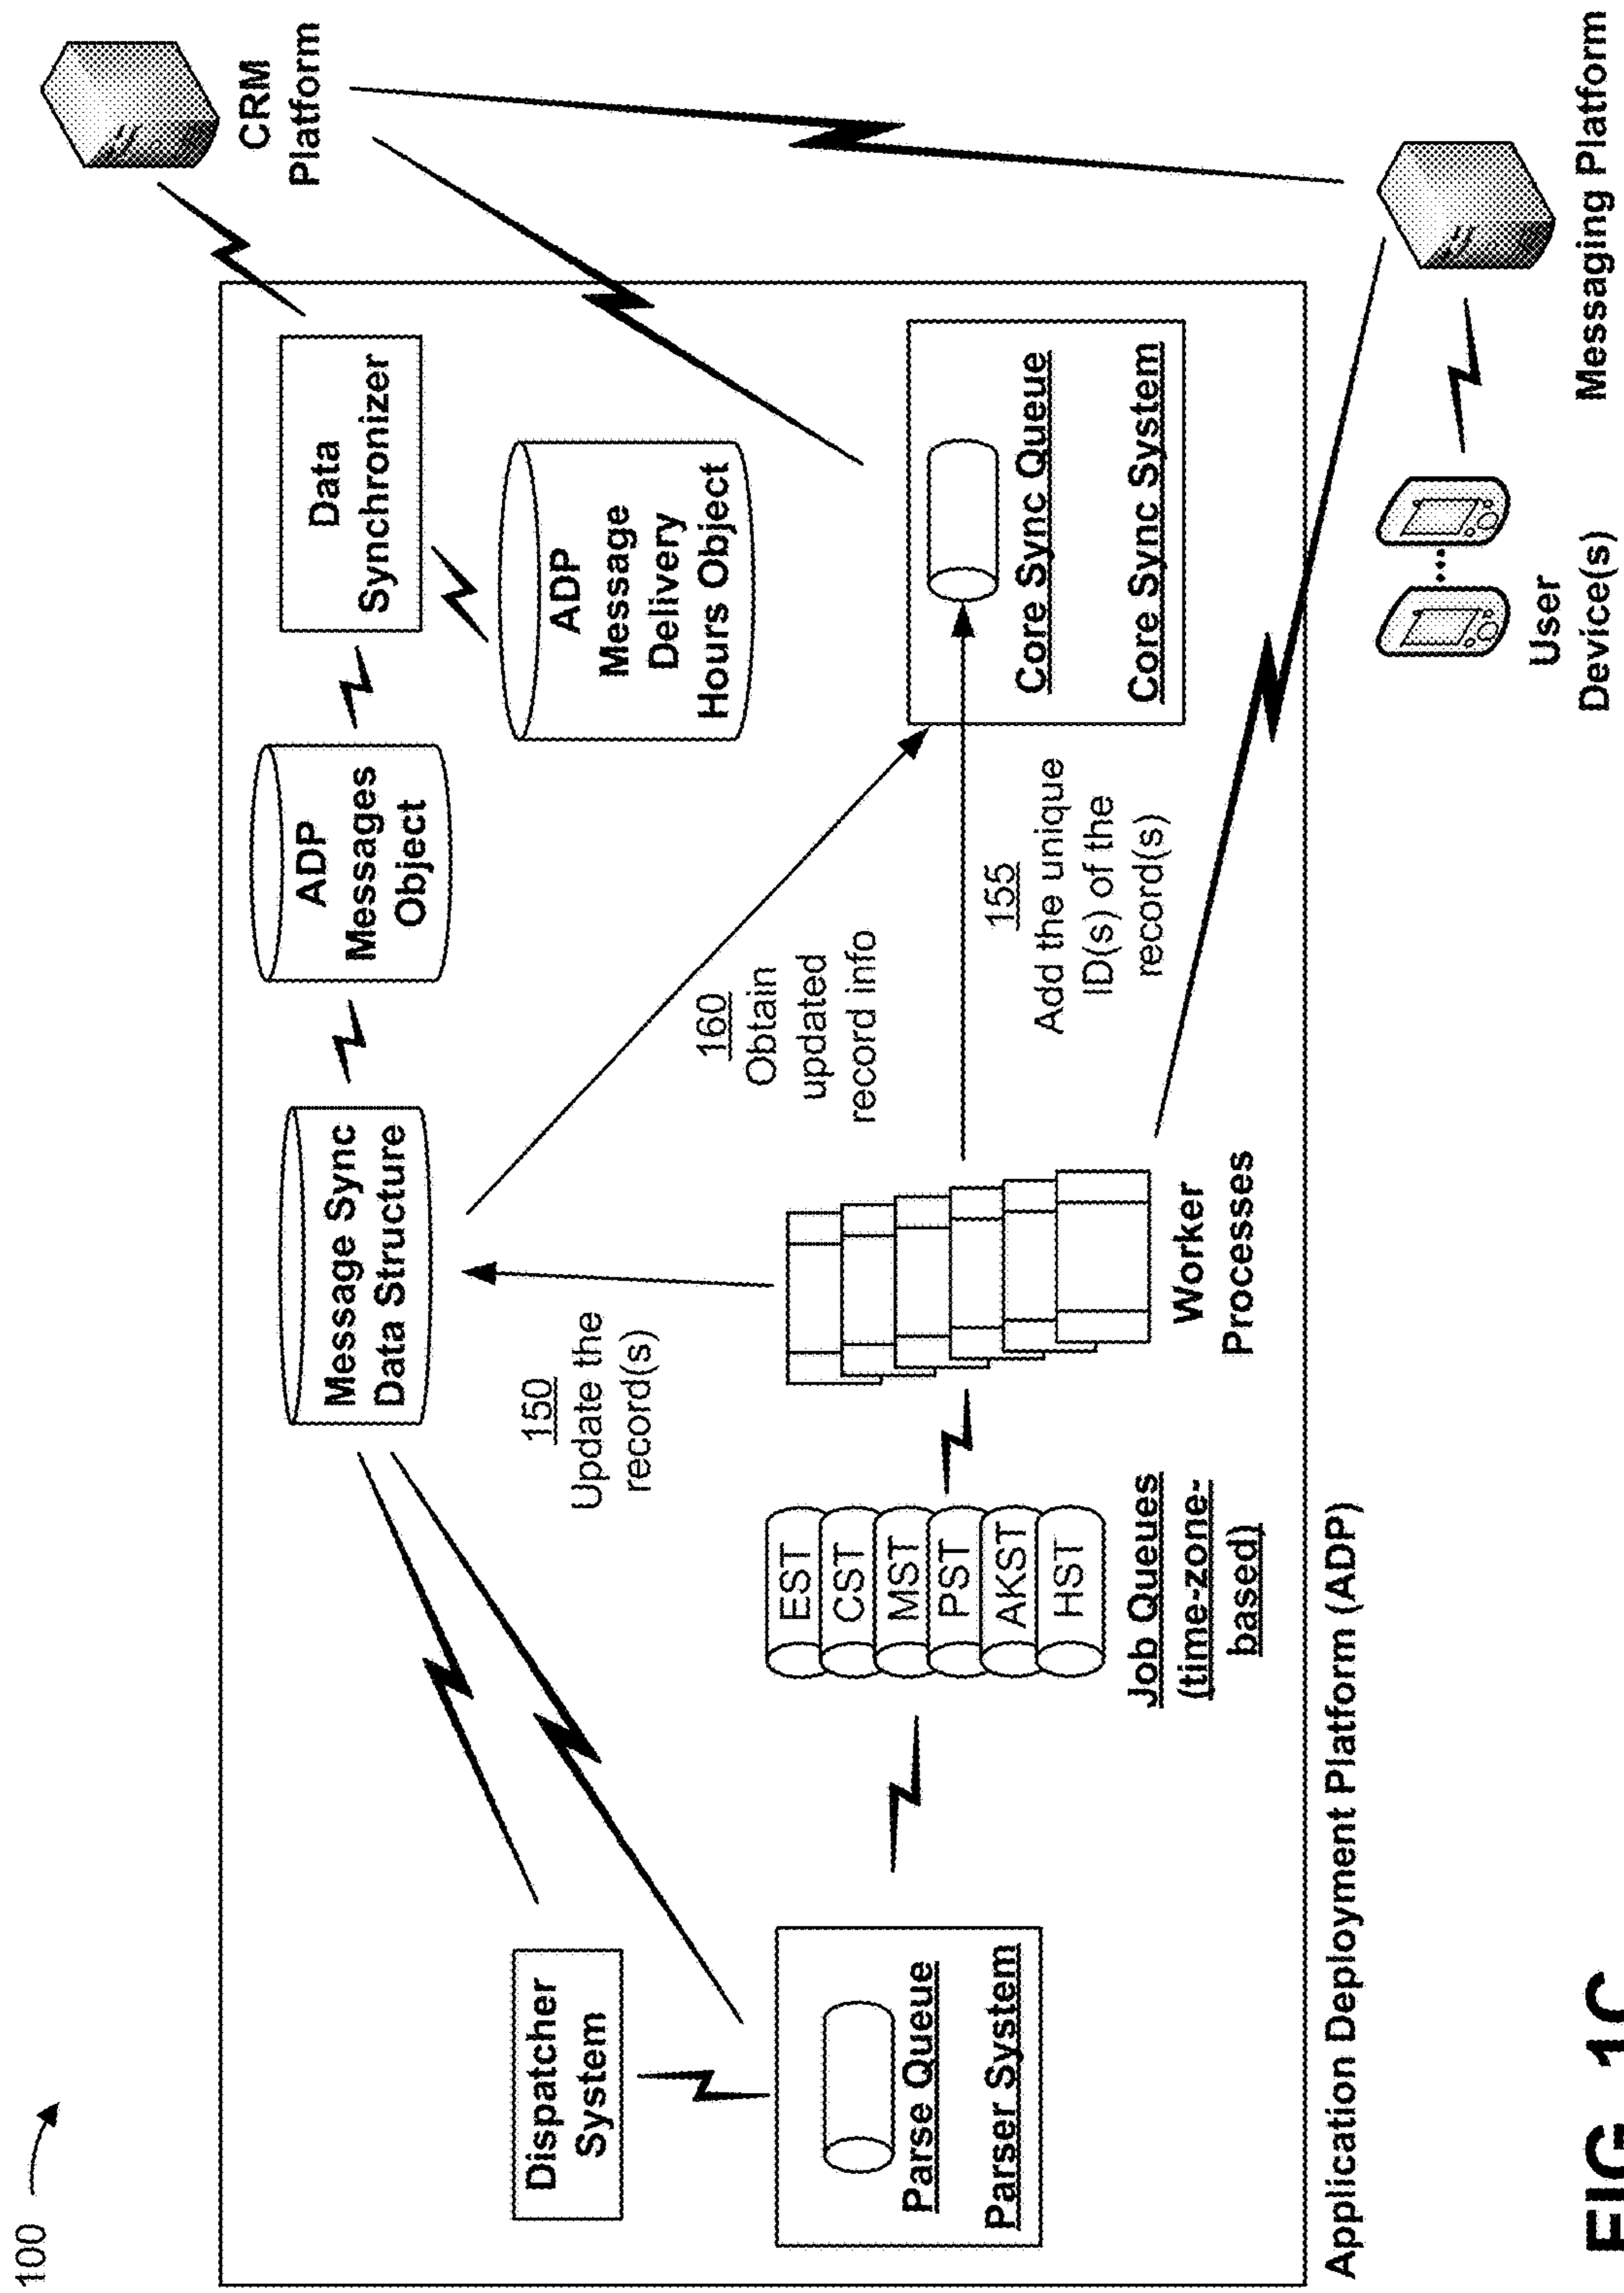 100
CRM
Platform
Data
Synchronizer
ADP
Messages
Object
Message Sync
Data Structure
ADP
Message
Delivery
Hours Object
Dispatcher
System
150
Update the
record(s)
160
Obtain
updated
record info
Parse Queue
Parser System
EST
CST
MST
PST
AKST
HST
Job Queues
(time-zone-
based)
Worker
Processes
155
Add the unique
ID(s) of the
record(s)
Core Sync Queue
Core Sync System
Application Deployment Platform (ADP)
User
Device(s)
Messaging Platform
FIG. 1C